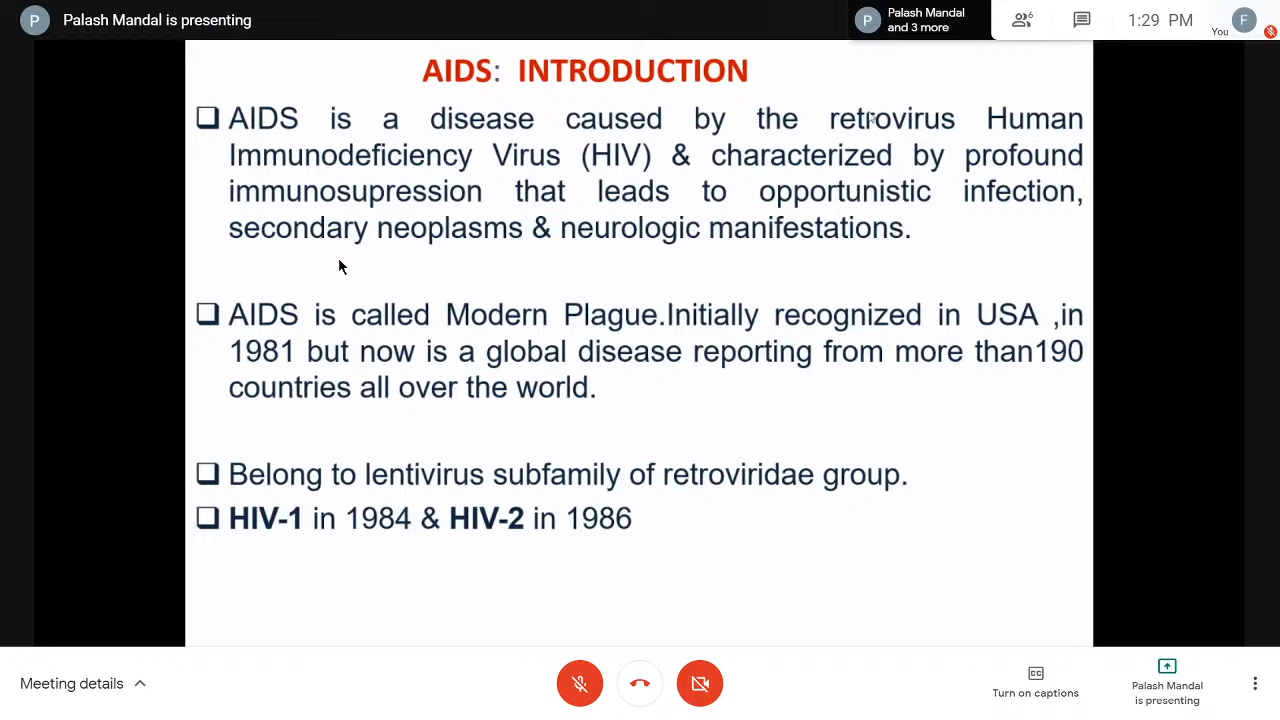 P Palash Mandal is presenting
P Palash Mandal
and 3 more
6
1:29 PM
You
F
AIDS: INTRODUCTION
AIDS is a disease caused by the retrovirus Human
Immunodeficiency Virus (HIV) & characterized by profound
immunosupression that leads to opportunistic infection,
secondary neoplasms & neurologic manifestations.
AIDS is called Modern Plague.Initially recognized in USA ,in
1981 but now is a global disease reporting from more than190
countries all over the world.
Belong to lentivirus subfamily of retroviridae group.
HIV-1 in 1984 & HIV-2 in 1986
Meeting details
CC
Turn on captions
Palash Mandal
is presenting